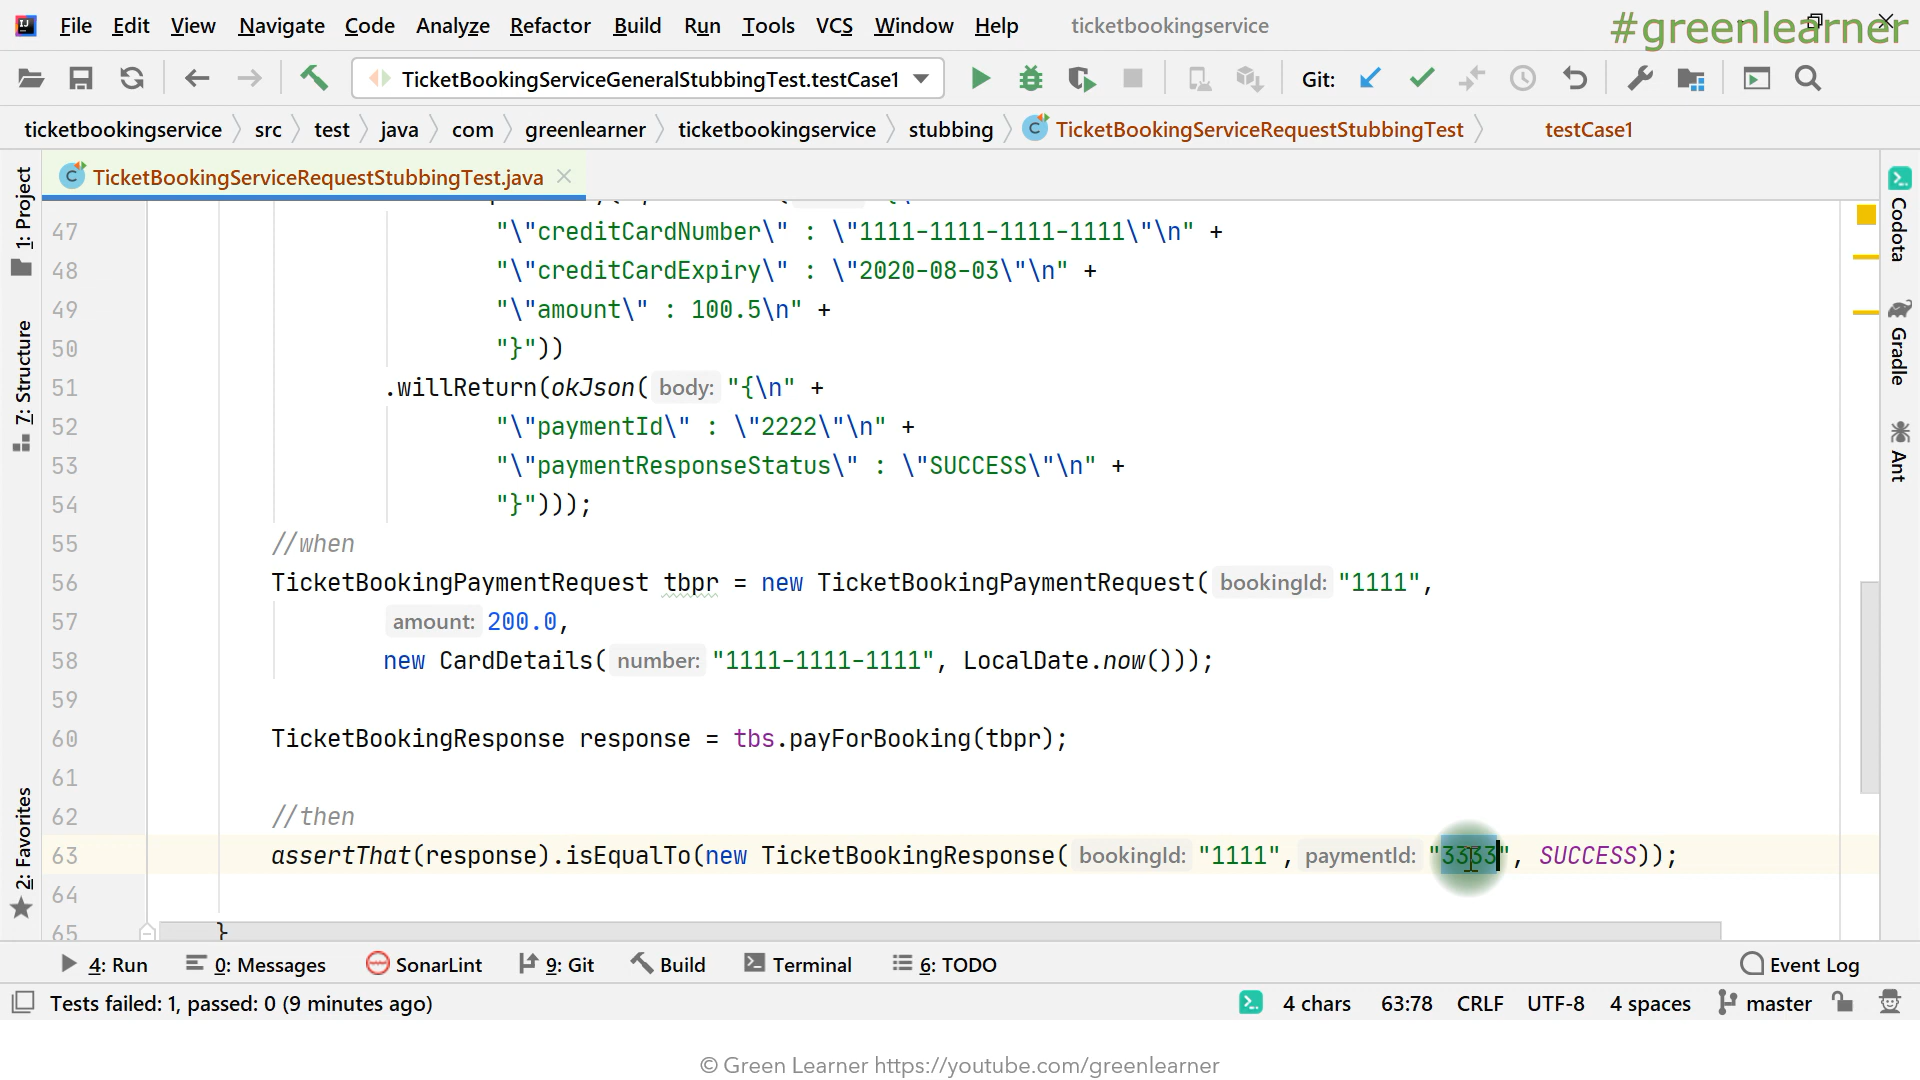 File Edit View Navigate Code Analyze Refactor Build Run Tools VCS Window Help ticketbookingservice #greenlearner
TicketBookingServiceGeneralStubbingTest.testCase1 Git:
ticketbookingservice src test java com greenlearner ticketbookingservice stubbing TicketBookingServiceRequestStubbingTest testCase1
TicketBookingServiceRequestStubbingTest.java
1: Project
7: Structure
2: Favorites
Codota
Gradle
Ant
47 "\"creditCardNumber\" : \"1111-1111-1111-1111\"\n" +
48 "\"creditCardExpiry\" : \"2020-08-03\"\n" +
49 "\"amount\" : 100.5\n" +
50 "}"))
51 .willReturn(okJson( body: "{\n" +
52 "\"paymentId\" : \"2222\"\n" +
53 "\"paymentResponseStatus\" : \"SUCCESS\"\n" +
54 "}")));
55 //when
56 TicketBookingPaymentRequest tbpr = new TicketBookingPaymentRequest( bookingId: "1111",
57 amount: 200.0,
58 new CardDetails( number: "1111-1111-1111", LocalDate.now()));
59
60 TicketBookingResponse response = tbs.payForBooking(tbpr);
61
62 //then
63 assertThat(response).isEqualTo(new TicketBookingResponse( bookingId: "1111", paymentId: "3333", SUCCESS));
64
65 }
4: Run 0: Messages SonarLint 9: Git Build Terminal 6: TODO Event Log
Tests failed: 1, passed: 0 (9 minutes ago) 4 chars 63:78 CRLF UTF-8 4 spaces master
© Green Learner https://youtube.com/greenlearner